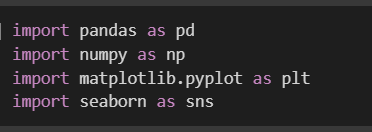 import pandas as pd
import numpy as np
import matplotlib.pyplot as plt
import seaborn as sns